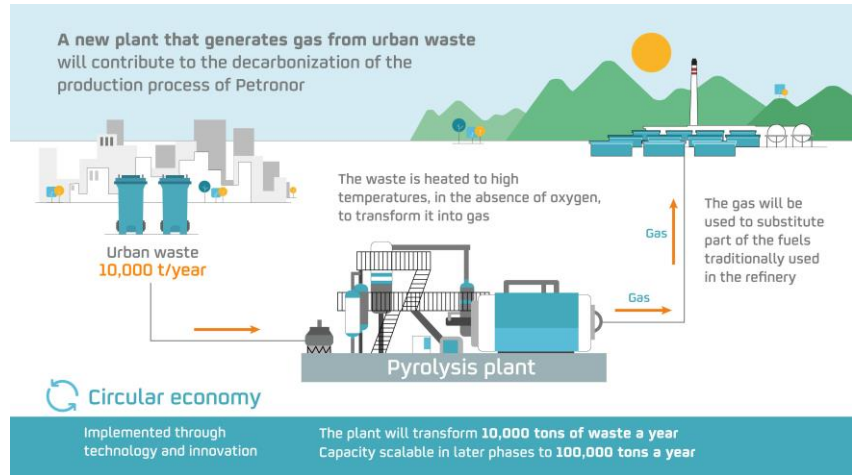 A new plant that generates gas from urban waste
will contribute to the decarbonization of the
production process of Petronor
The waste is heated to high
temperatures, in the absence of oxygen,
to transform it into gas
Urban waste
10,000 t/year
Gas
Gas
The gas will be
used to substitute
part of the fuels
traditionally used
in the refinery
Pyrolysis plant
Circular economy
Implemented through
technology and innovation
The plant will transform 10,000 tons of waste a year
Capacity scalable in later phases to 100,000 tons a year